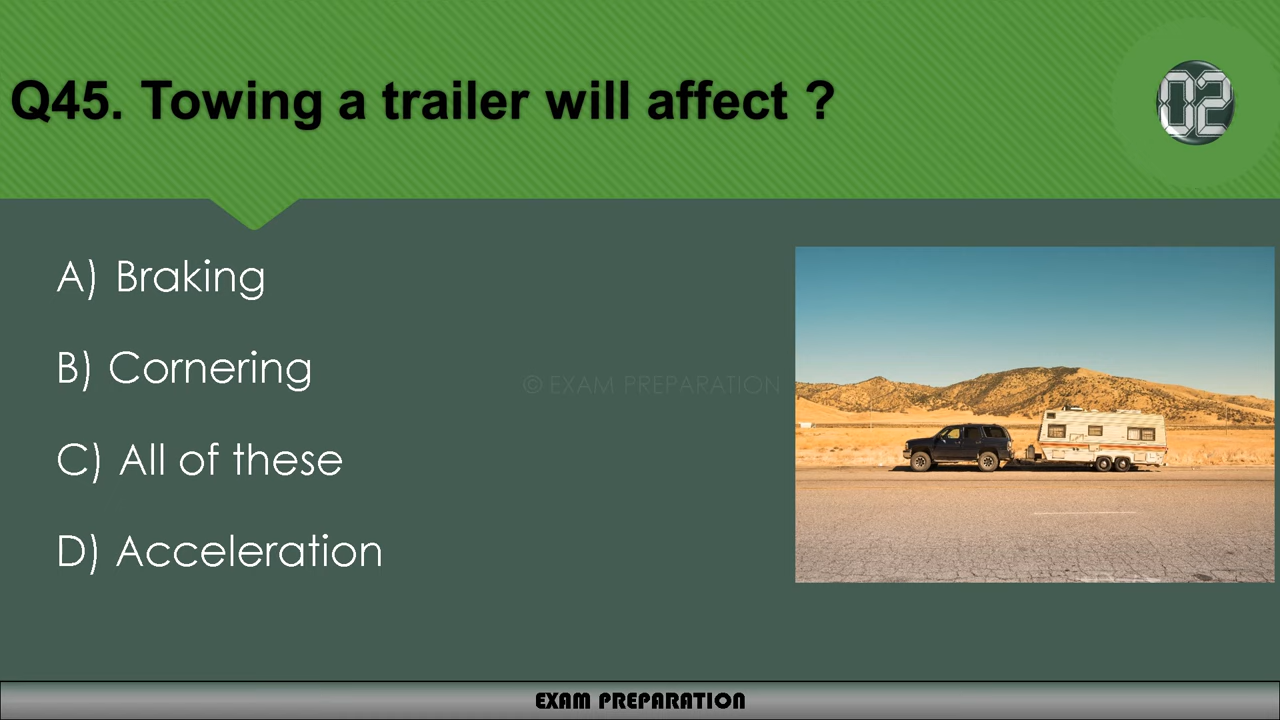 Q45. Towing a trailer will affect ?
02
A) Braking
B) Cornering
© EXAM PREPARATION
C) All of these
D) Acceleration
EXAM PREPARATION